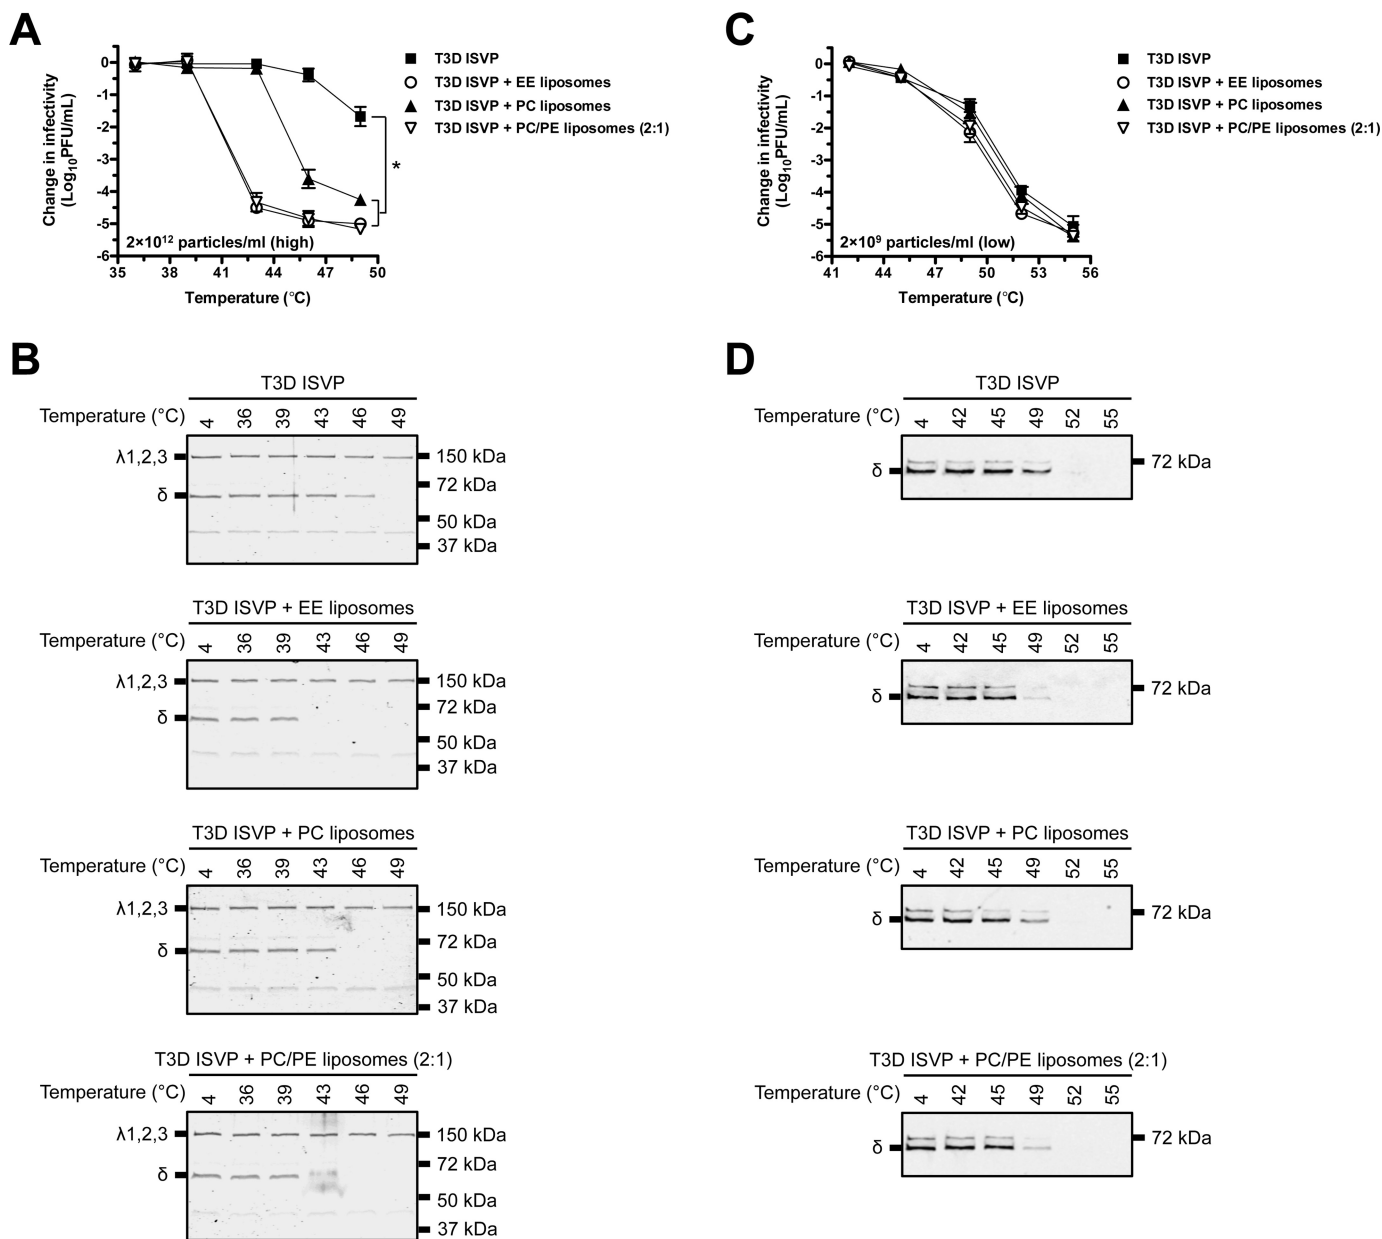 A
0
-1
-2
-3
-4
-5
-6
Change in infectivity
(Log10PFU/mL)
2×10¹² particles/ml (high)
35 38 41 44 47 50
Temperature (°C)
*
T3D ISVP
T3D ISVP + EE liposomes
T3D ISVP + PC liposomes
T3D ISVP + PC/PE liposomes (2:1)
C
0
-1
-2
-3
-4
-5
-6
Change in infectivity
(Log10PFU/mL)
2×10⁹ particles/ml (low)
41 44 47 50 53 56
Temperature (°C)
T3D ISVP
T3D ISVP + EE liposomes
T3D ISVP + PC liposomes
T3D ISVP + PC/PE liposomes (2:1)
B
T3D ISVP
Temperature (°C) 4 36 39 43 46 49
λ1,2,3 150 kDa
72 kDa
δ
50 kDa
37 kDa
T3D ISVP + EE liposomes
Temperature (°C) 4 36 39 43 46 49
λ1,2,3 150 kDa
72 kDa
δ
50 kDa
37 kDa
T3D ISVP + PC liposomes
Temperature (°C) 4 36 39 43 46 49
λ1,2,3 150 kDa
72 kDa
δ
50 kDa
37 kDa
T3D ISVP + PC/PE liposomes (2:1)
Temperature (°C) 4 36 39 43 46 49
λ1,2,3 150 kDa
72 kDa
δ
50 kDa
37 kDa
D
T3D ISVP
Temperature (°C) 4 42 45 49 52 55
72 kDa
δ
T3D ISVP + EE liposomes
Temperature (°C) 4 42 45 49 52 55
72 kDa
δ
T3D ISVP + PC liposomes
Temperature (°C) 4 42 45 49 52 55
72 kDa
δ
T3D ISVP + PC/PE liposomes (2:1)
Temperature (°C) 4 42 45 49 52 55
72 kDa
δ